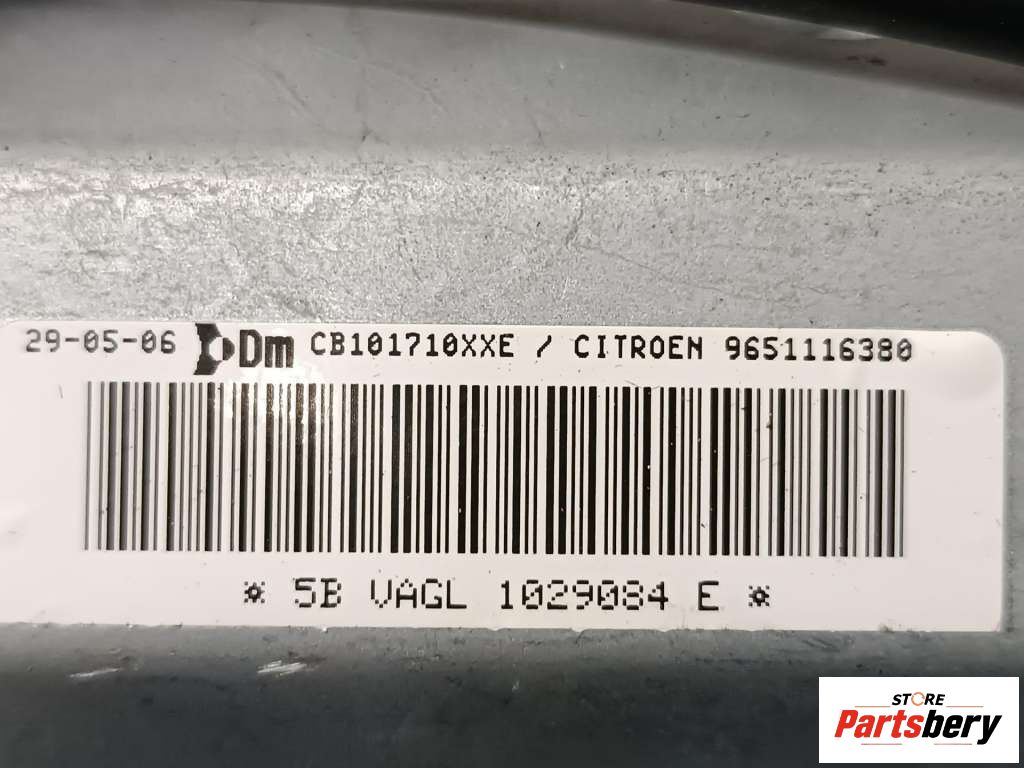 29-05-06 Dm CB101710XXE / CITROEN 9651116380
* 5B VAGL 1029084 E *
STORE
Partsbery